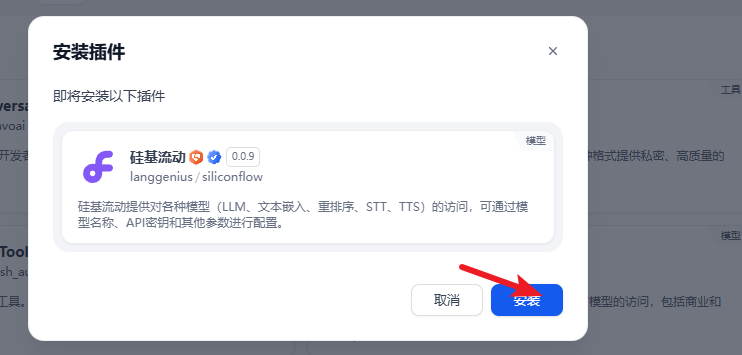 安装插件
即将安装以下插件
模型
硅基流动 0.0.9
langgenius / siliconflow
硅基流动提供对各种模型（LLM、文本嵌入、重排序、STT、TTS）的访问，可通过模
型名称、API密钥和其他参数进行配置。
取消
安装
工具
avoai
开发者
种格式提供私密、高质量的
模型
Tool
sh_au
工具。
模型的访问，包括商业和